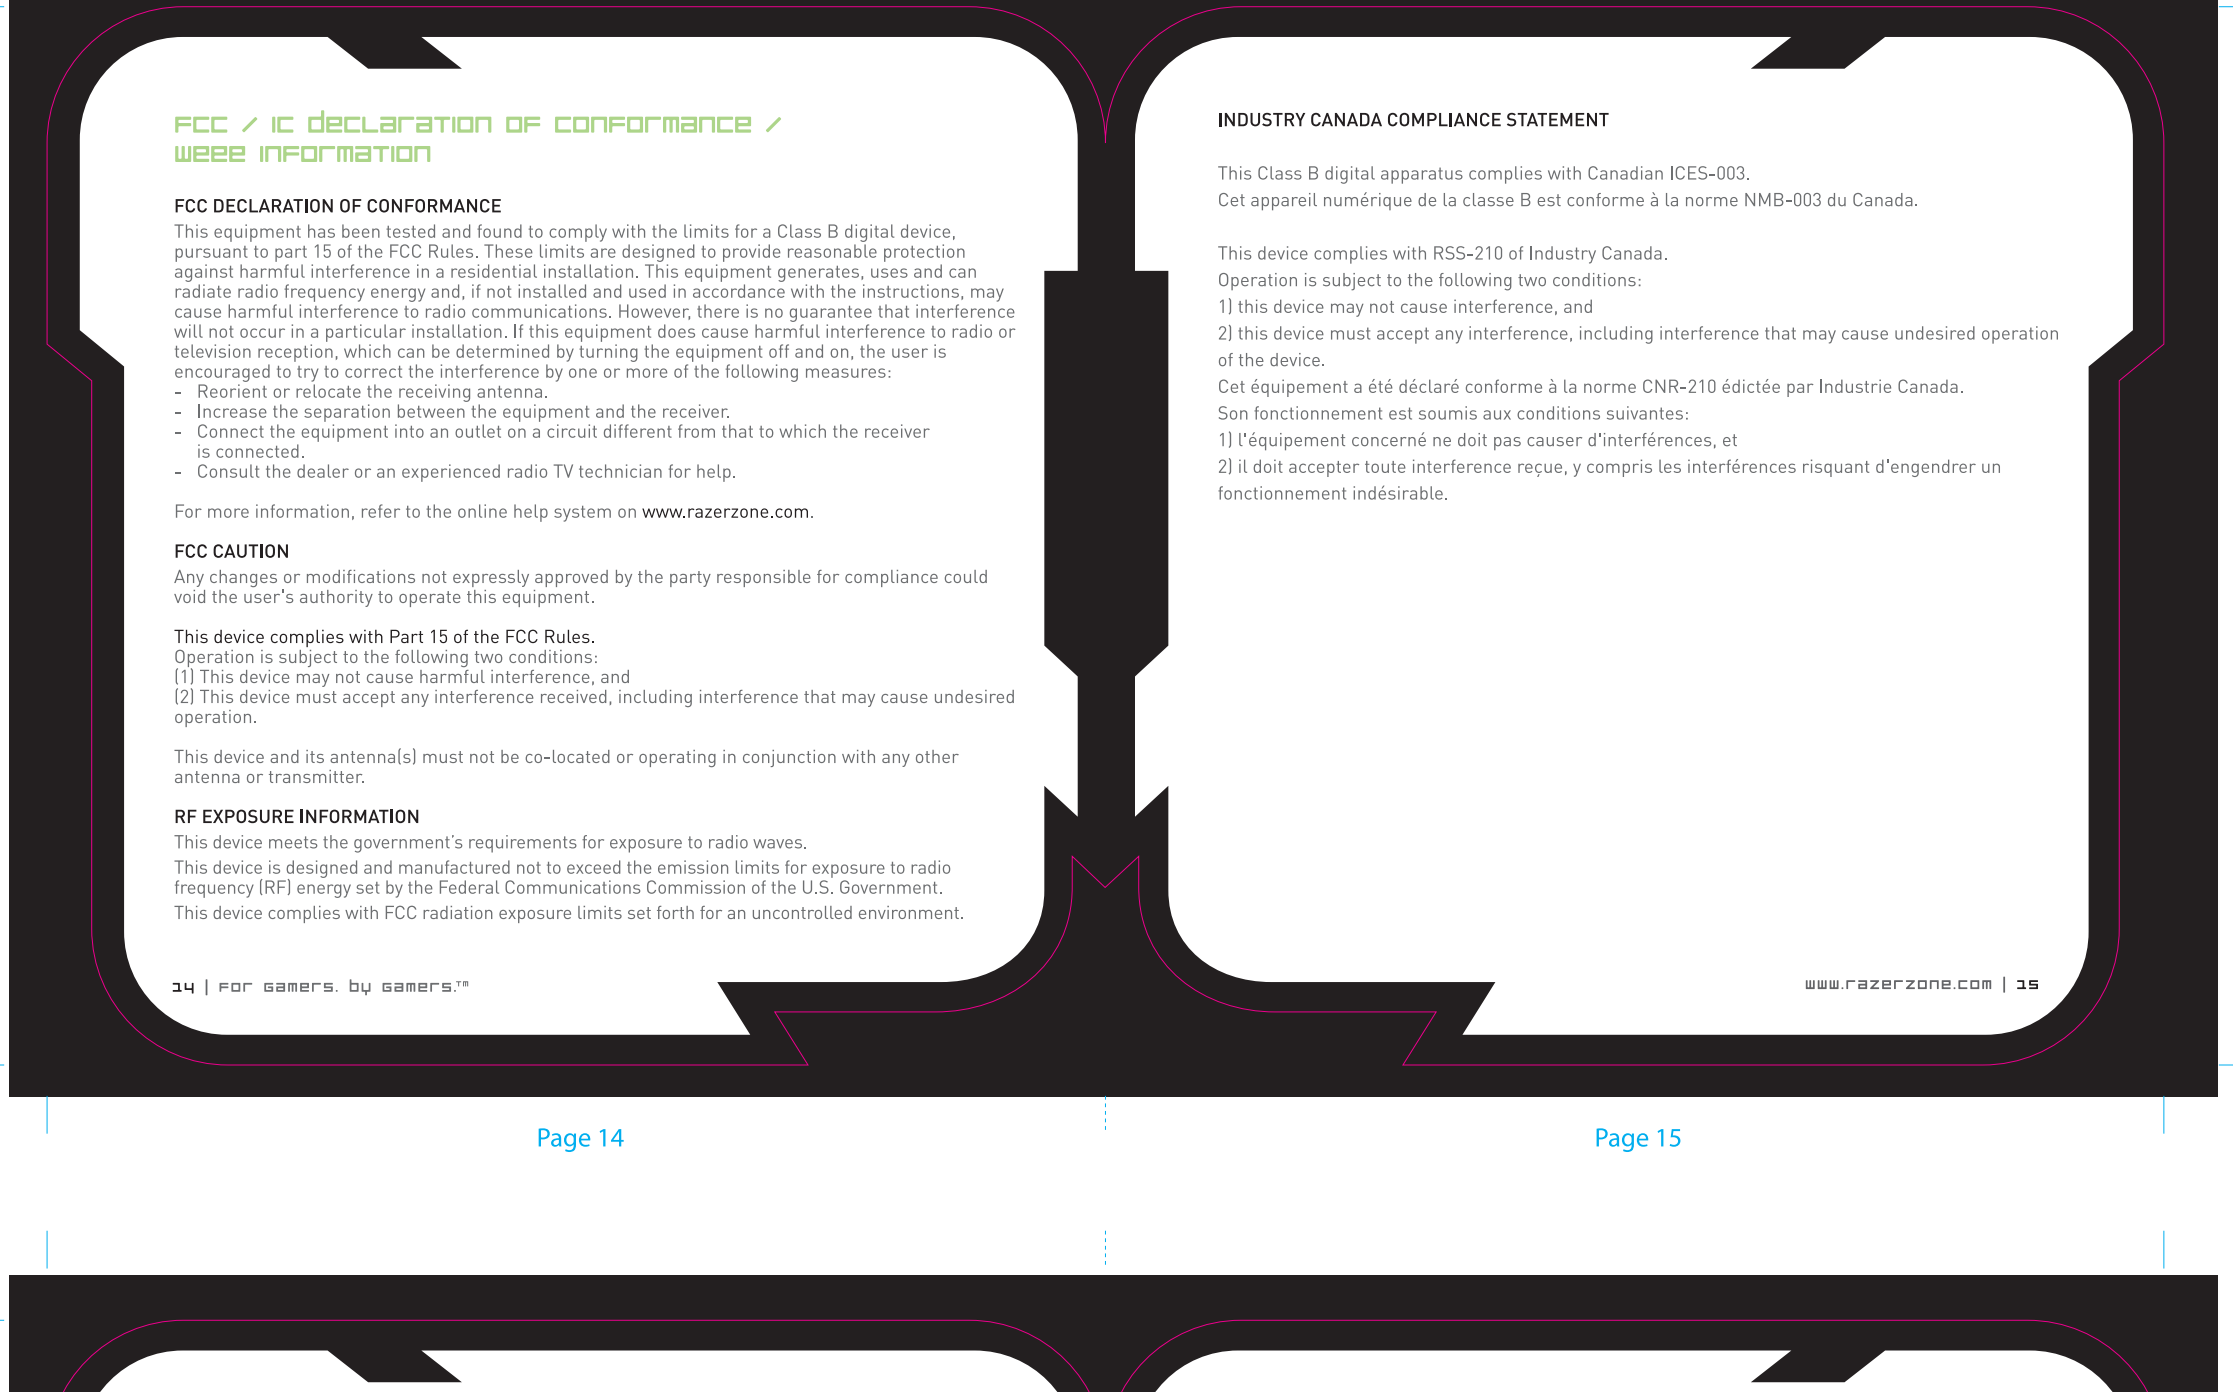 FCC / IC Declaration of Conformance /
WEEE Information
FCC DECLARATION OF CONFORMANCE
This equipment has been tested and found to comply with the limits for a Class B digital device,
pursuant to part 15 of the FCC Rules. These limits are designed to provide reasonable protection
against harmful interference in a residential installation. This equipment generates, uses and can
radiate radio frequency energy and, if not installed and used in accordance with the instructions, may
cause harmful interference to radio communications. However, there is no guarantee that interference
will not occur in a particular installation. If this equipment does cause harmful interference to radio or
television reception, which can be determined by turning the equipment off and on, the user is
encouraged to try to correct the interference by one or more of the following measures:
- Reorient or relocate the receiving antenna.
- Increase the separation between the equipment and the receiver.
- Connect the equipment into an outlet on a circuit different from that to which the receiver
is connected.
- Consult the dealer or an experienced radio TV technician for help.
For more information, refer to the online help system on www.razerzone.com.
FCC CAUTION
Any changes or modifications not expressly approved by the party responsible for compliance could
void the user's authority to operate this equipment.
This device complies with Part 15 of the FCC Rules.
Operation is subject to the following two conditions:
(1) This device may not cause harmful interference, and
(2) This device must accept any interference received, including interference that may cause undesired
operation.
This device and its antenna(s) must not be co-located or operating in conjunction with any other
antenna or transmitter.
RF EXPOSURE INFORMATION
This device meets the government’s requirements for exposure to radio waves.
This device is designed and manufactured not to exceed the emission limits for exposure to radio
frequency (RF) energy set by the Federal Communications Commission of the U.S. Government.
This device complies with FCC radiation exposure limits set forth for an uncontrolled environment.
14 | For Gamers. By Gamers.™
INDUSTRY CANADA COMPLIANCE STATEMENT
This Class B digital apparatus complies with Canadian ICES-003.
Cet appareil numérique de la classe B est conforme à la norme NMB-003 du Canada.
This device complies with RSS-210 of Industry Canada.
Operation is subject to the following two conditions:
1) this device may not cause interference, and
2) this device must accept any interference, including interference that may cause undesired operation
of the device.
Cet équipement a été déclaré conforme à la norme CNR-210 édictée par Industrie Canada.
Son fonctionnement est soumis aux conditions suivantes:
1) l'équipement concerné ne doit pas causer d'interférences, et
2) il doit accepter toute interference reçue, y compris les interférences risquant d'engendrer un
fonctionnement indésirable.
www.razerzone.com | 15
Page 14
Page 15